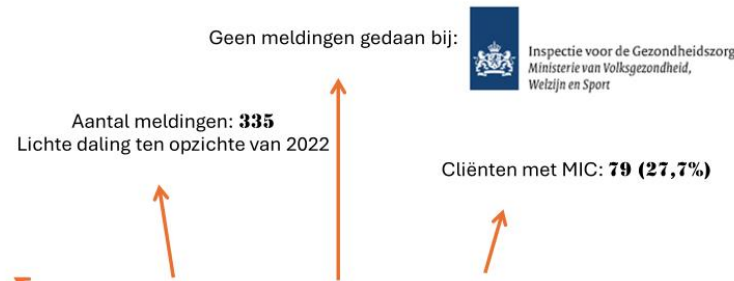 Geen meldingen gedaan bij:
Inspectie voor de Gezondheidszorg
Ministerie van Volksgezondheid,
Welzijn en Sport
Aantal meldingen: 335
Lichte daling ten opzichte van 2022
Cliënten met MIC: 79 (27,7%)